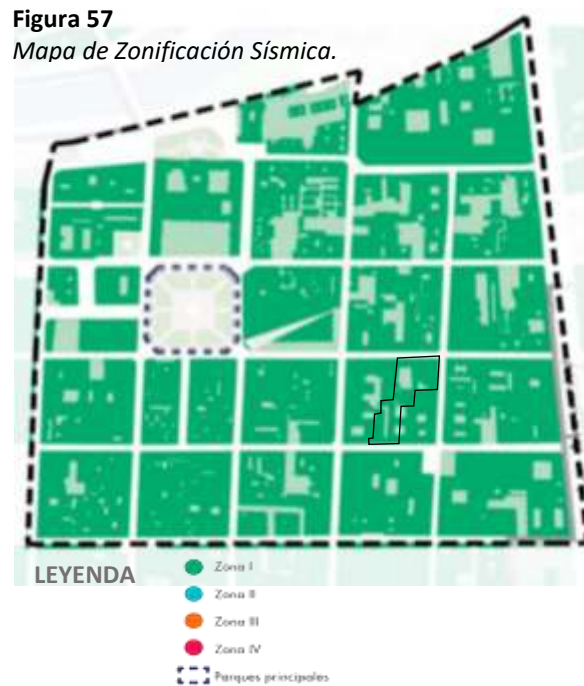 Figura 57
Mapa de Zonificación Sísmica.
LEYENDA
Zona I
Zona II
Zona III
Zona IV
Parques principales